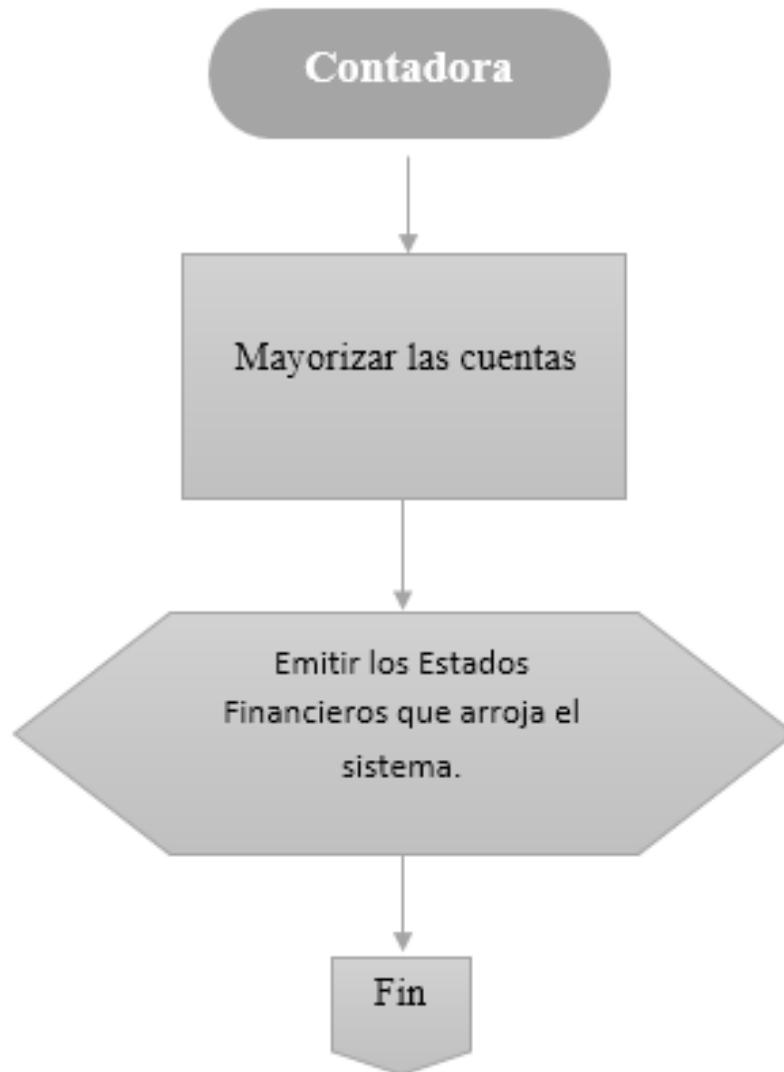 Contadora
Mayorizar las cuentas
Emitir los Estados
Financieros que arroja el
sistema.
Fin